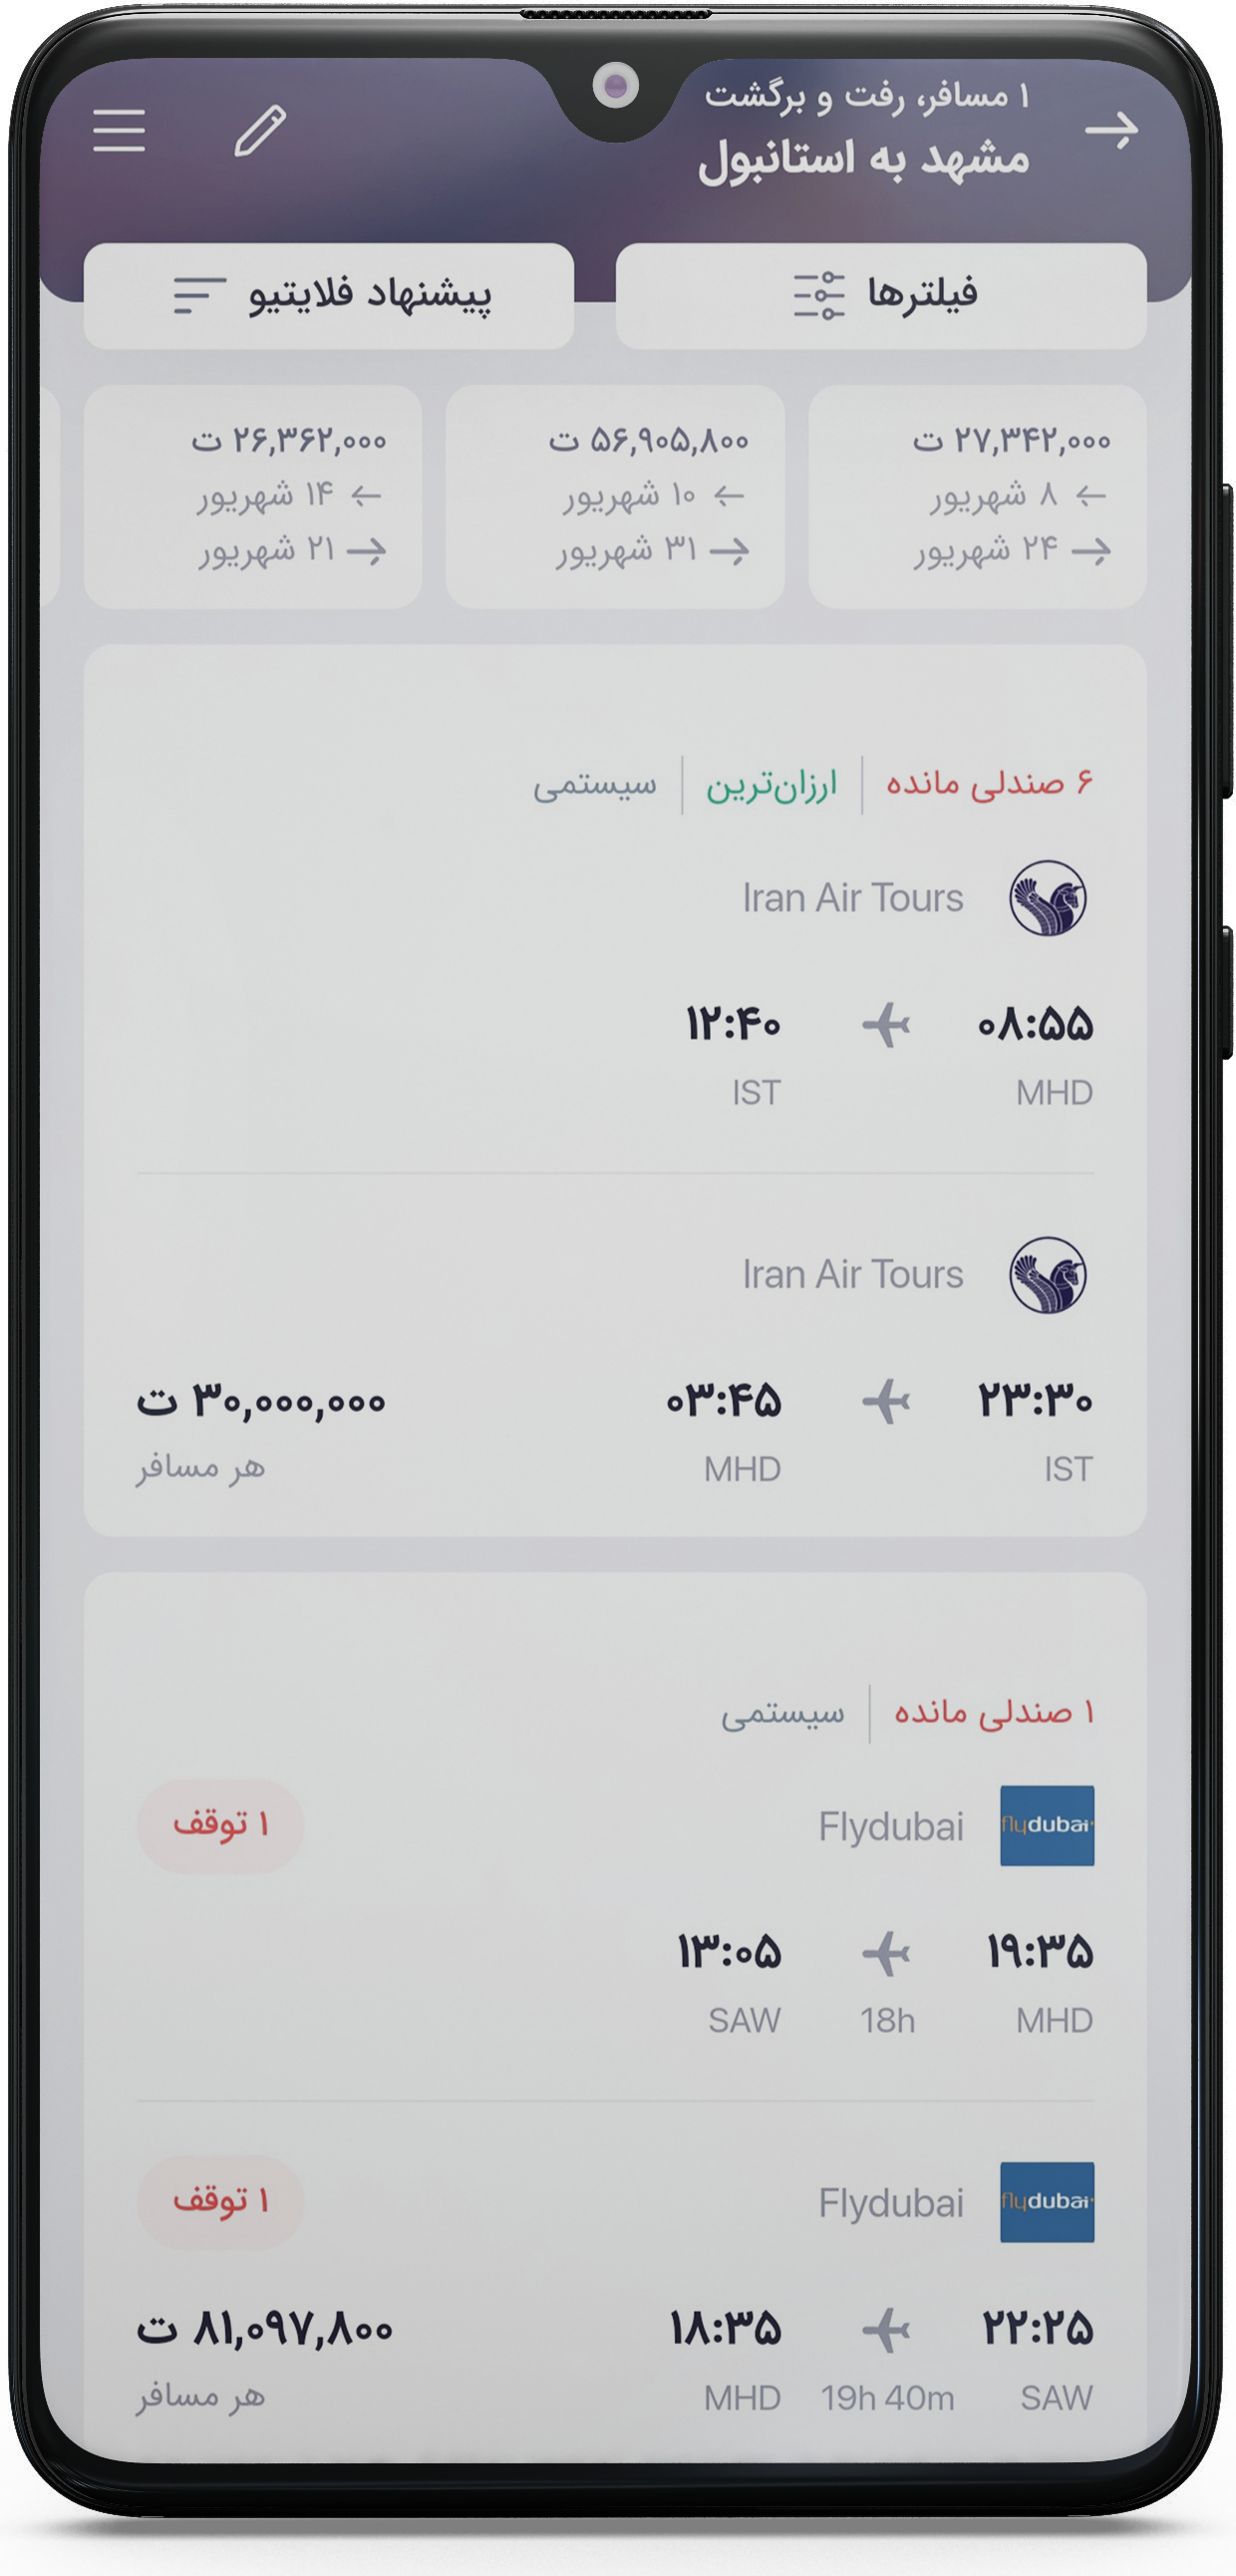 ۱ مسافر، رفت و برگشت
مشهد به استانبول
فیلترها
پیشنهاد فلایتیو
۲۷,۳۴۲,۰۰۰ ت
۸ شهریور
۲۴ شهریور
۵۶,۹۰۵,۸۰۰ ت
۱۰ شهریور
۳۱ شهریور
۲۶,۳۶۲,۰۰۰ ت
۱۴ شهریور
۲۱ شهریور
۶ صندلی مانده | ارزان‌ترین | سیستمی
Iran Air Tours
۰۸:۵۵ ۱۲:۴۰
MHD IST
Iran Air Tours
۲۳:۳۰ ۰۳:۴۵ ۳۰,۰۰۰,۰۰۰ ت
IST MHD هر مسافر
۱ صندلی مانده | سیستمی
flydubai Flydubai ۱ توقف
۱۹:۳۵ ۱۳:۰۵
MHD 18h SAW
flydubai Flydubai ۱ توقف
۲۲:۲۵ ۱۸:۳۵ ۸۱,۰۹۷,۸۰۰ ت
SAW 19h 40m MHD هر مسافر